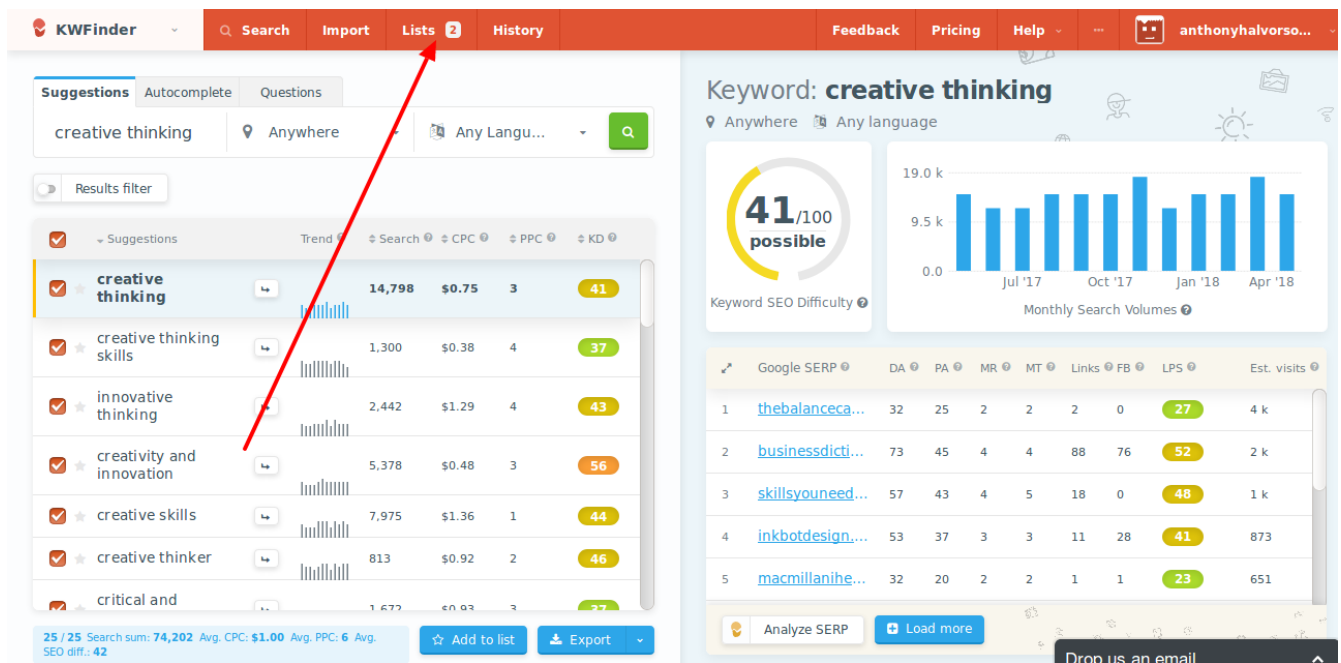 KWFinder Search Import Lists 2 History Feedback Pricing Help anthonyhalvorso...
Suggestions Autocomplete Questions
creative thinking Anywhere Any Langu...
Results filter
Suggestions Trend Search CPC PPC KD
creative thinking 14,798 $0.75 3 41
creative thinking skills 1,300 $0.38 4 37
innovative thinking 2,442 $1.29 4 43
creativity and innovation 5,378 $0.48 3 56
creative skills 7,975 $1.36 1 44
creative thinker 813 $0.92 2 46
critical and 1,672 $0.93 3 37
25 / 25 Search sum: 74,202 Avg. CPC: $1.00 Avg. PPC: 6 Avg.
SEO diff.: 42
Add to list Export
Keyword: creative thinking
Anywhere Any language
41/100
possible
Keyword SEO Difficulty
19.0 k
9.5 k
0.0
Jul '17 Oct '17 Jan '18 Apr '18
Monthly Search Volumes
Google SERP DA PA MR MT Links FB LPS Est. visits
1 thebalanceca... 32 25 2 2 2 0 27 4 k
2 businessdicti... 73 45 4 4 88 76 52 2 k
3 skillsyouneed... 57 43 4 5 18 0 48 1 k
4 inkbotdesign.... 53 37 3 3 11 28 41 873
5 macmillanihe... 32 20 2 2 1 1 23 651
Analyze SERP Load more
Drop us an email